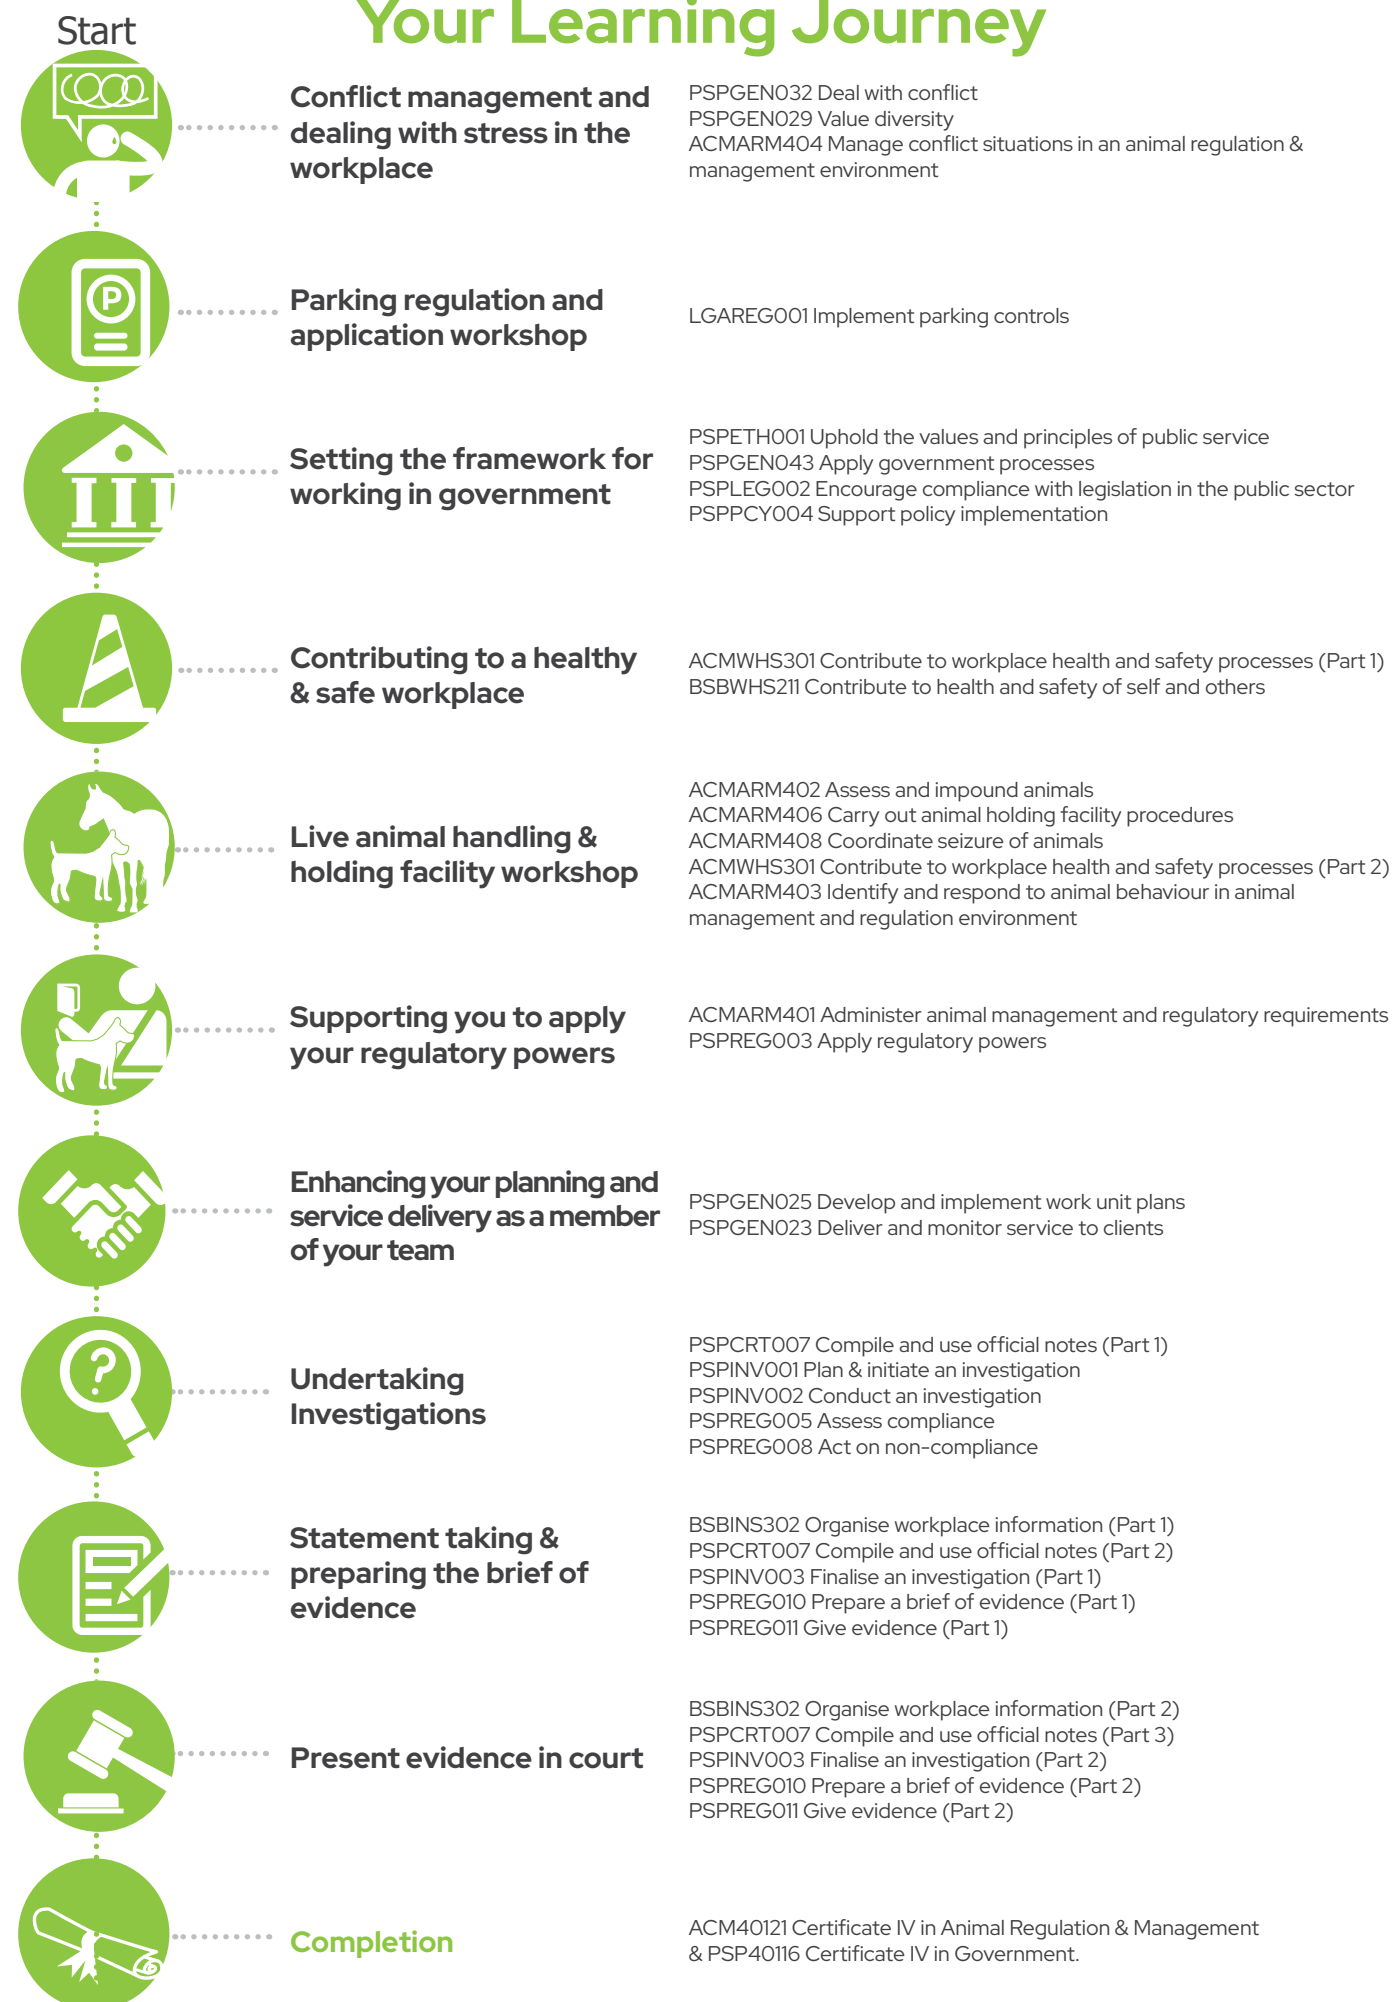 Your Learning Journey
Start
Conflict management and
dealing with stress in the
workplace
PSPGEN032 Deal with conflict
PSPGEN029 Value diversity
ACMARM404 Manage conflict situations in an animal regulation &
management environment
P
Parking regulation and
application workshop
LGAREG001 Implement parking controls
Setting the framework for
working in government
PSPETH001 Uphold the values and principles of public service
PSPGEN043 Apply government processes
PSPLEG002 Encourage compliance with legislation in the public sector
PSPPCY004 Support policy implementation
Contributing to a healthy
& safe workplace
ACMWHS301 Contribute to workplace health and safety processes (Part 1)
BSBWHS211 Contribute to health and safety of self and others
Live animal handling &
holding facility workshop
ACMARM402 Assess and impound animals
ACMARM406 Carry out animal holding facility procedures
ACMARM408 Coordinate seizure of animals
ACMWHS301 Contribute to workplace health and safety processes (Part 2)
ACMARM403 Identify and respond to animal behaviour in animal
management and regulation environment
Supporting you to apply
your regulatory powers
ACMARM401 Administer animal management and regulatory requirements
PSPREG003 Apply regulatory powers
Enhancing your planning and
service delivery as a member
of your team
PSPGEN025 Develop and implement work unit plans
PSPGEN023 Deliver and monitor service to clients
?
Undertaking
Investigations
PSPCRT007 Compile and use official notes (Part 1)
PSPINV001 Plan & initiate an investigation
PSPINV002 Conduct an investigation
PSPREG005 Assess compliance
PSPREG008 Act on non-compliance
Statement taking &
preparing the brief of
evidence
BSBINS302 Organise workplace information (Part 1)
PSPCRT007 Compile and use official notes (Part 2)
PSPINV003 Finalise an investigation (Part 1)
PSPREG010 Prepare a brief of evidence (Part 1)
PSPREG011 Give evidence (Part 1)
Present evidence in court
BSBINS302 Organise workplace information (Part 2)
PSPCRT007 Compile and use official notes (Part 3)
PSPINV003 Finalise an investigation (Part 2)
PSPREG010 Prepare a brief of evidence (Part 2)
PSPREG011 Give evidence (Part 2)
Completion
ACM40121 Certificate IV in Animal Regulation & Management
& PSP40116 Certificate IV in Government.